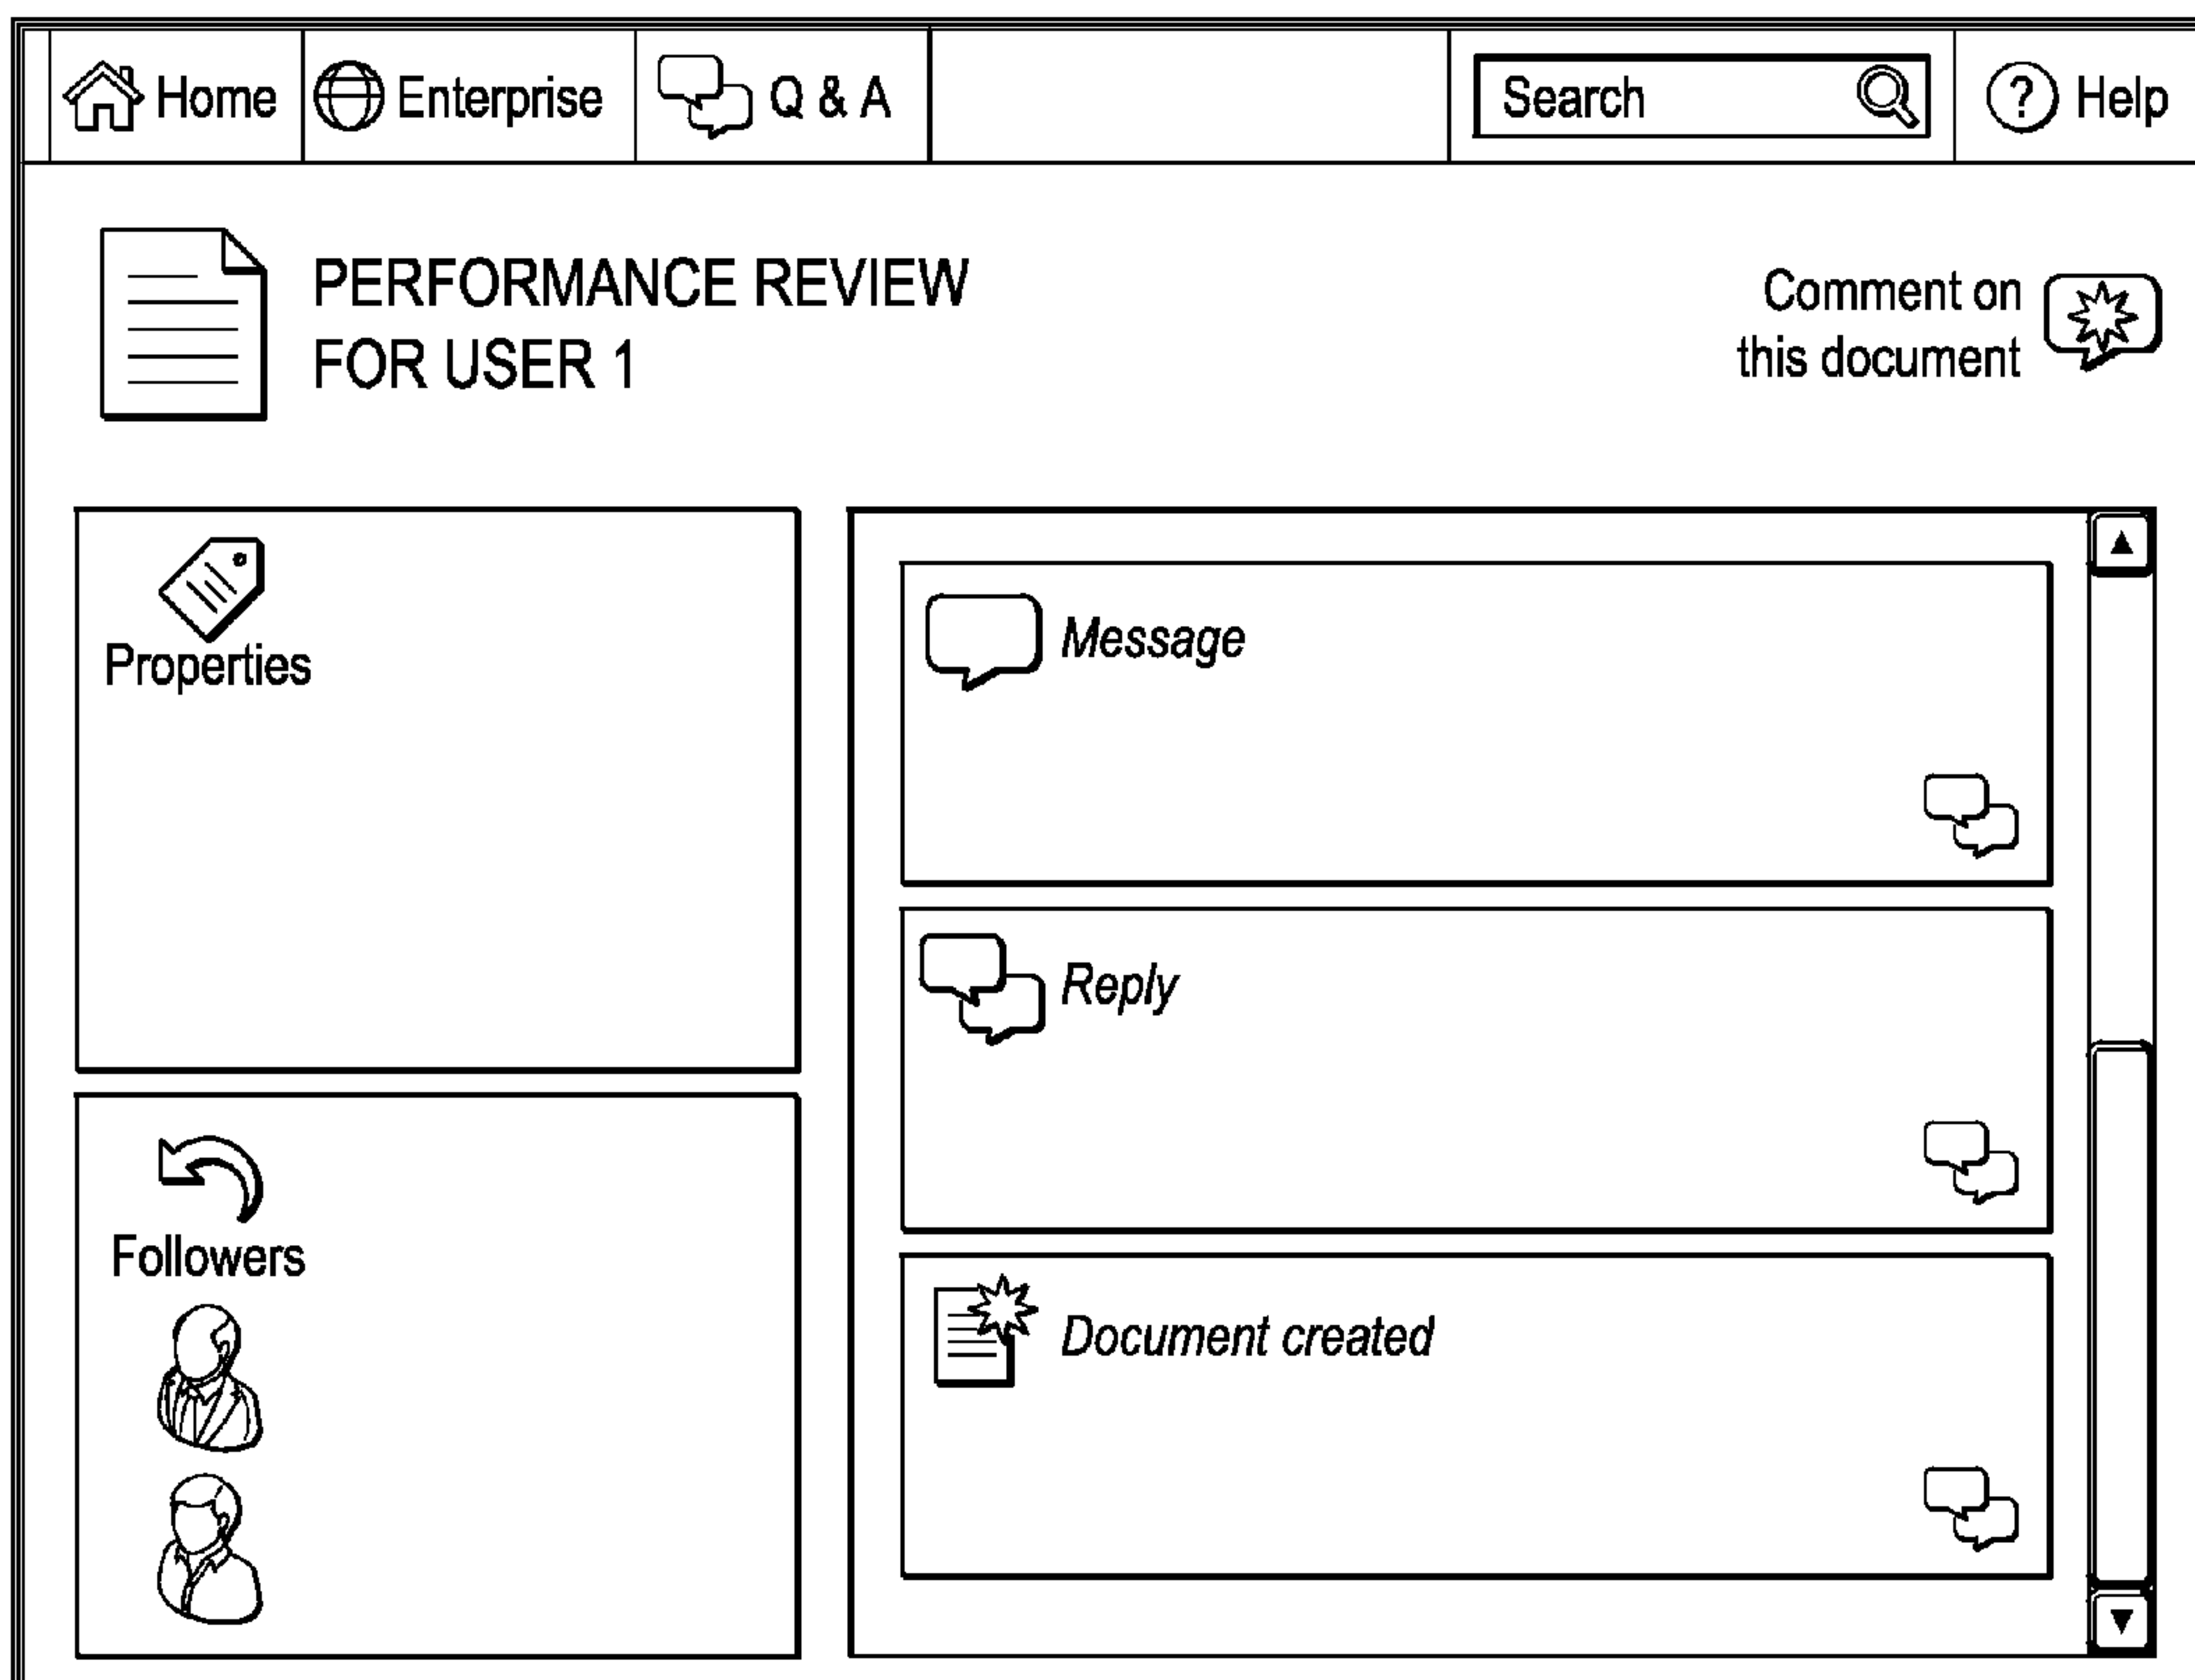 Home
Enterprise
Q & A
Search
? Help
PERFORMANCE REVIEW
FOR USER 1
Comment on
this document
Properties
Followers
Message
Reply
Document created